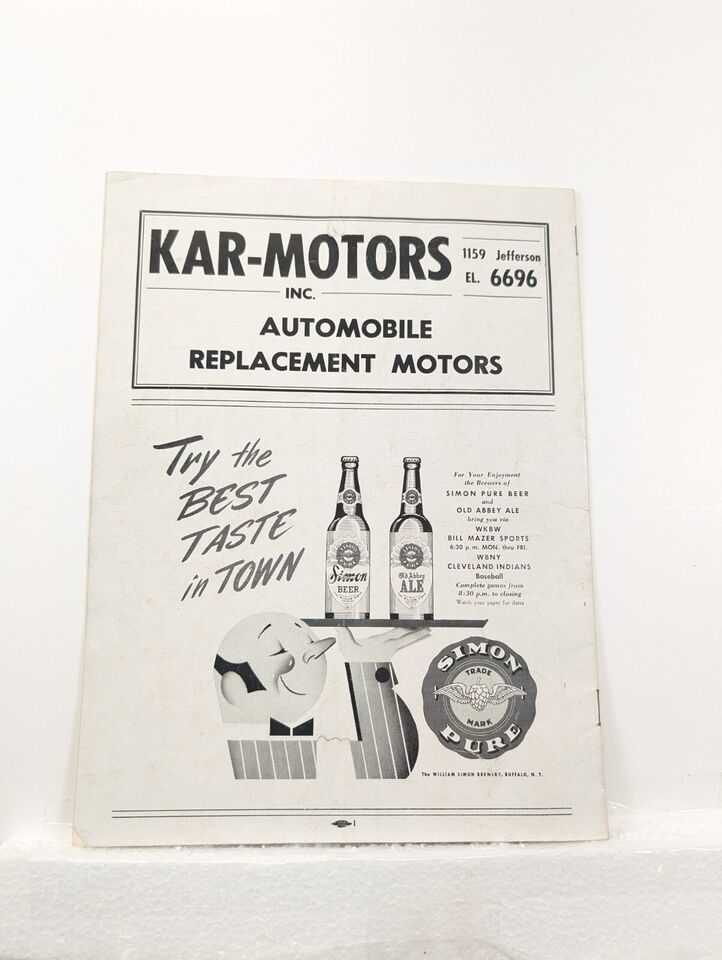 KAR-MOTORS
INC.
1159 Jefferson
EL. 6696
AUTOMOBILE
REPLACEMENT MOTORS
Try the
BEST
TASTE
in TOWN
For Your Enjoyment
the Brewers of
SIMON PURE BEER
and
OLD ABBEY ALE
bring you via
WKBW
BILL MAZER SPORTS
6:30 p.m. MON. thru FRI.
WBNY
CLEVELAND INDIANS
Baseball
Complete games from
8:30 p.m. to closing
Watch your paper for dates
Simon
BEER
Old Abbey
ALE
SIMON
TRADE
MARK
PURE
The WILLIAM SIMON BREWERY, BUFFALO, N. Y.
1